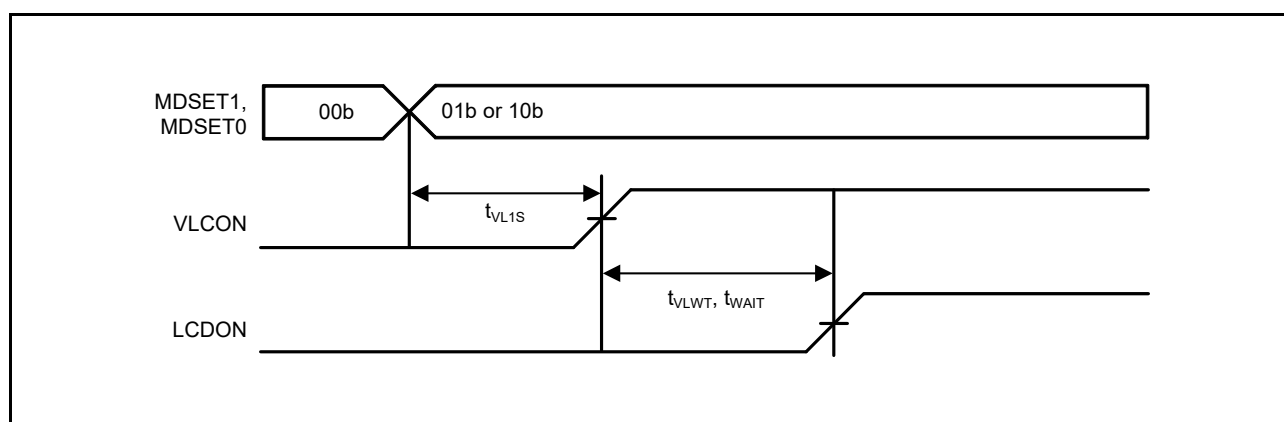 MDSET1,
MDSET0
00b
01b or 10b
tVL1S
VLCON
tVLWT, tWAIT
LCDON